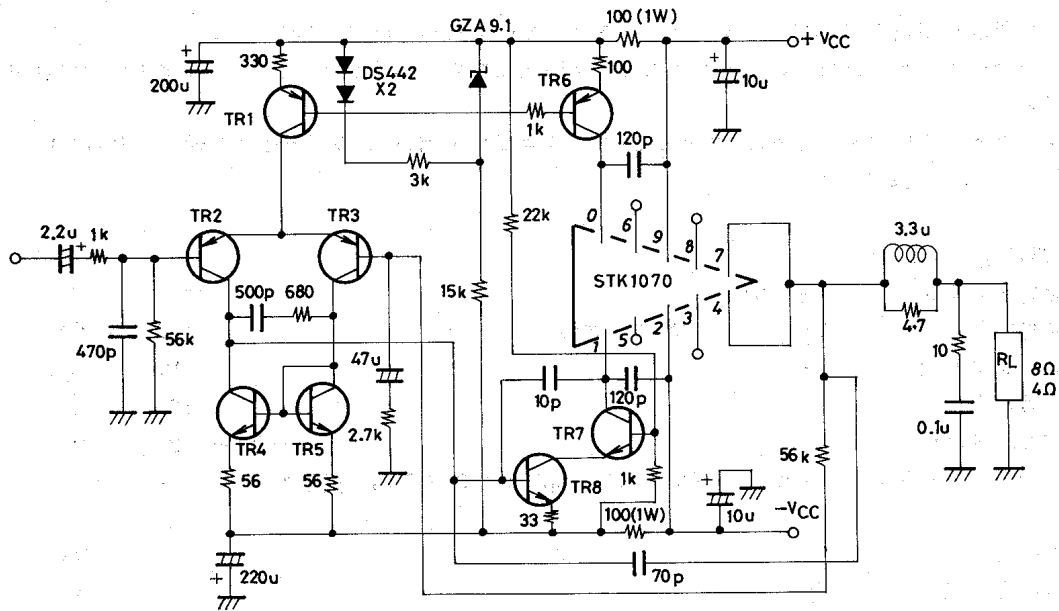 GZA 9.1
100 (1W)
+ VCC
+
200u
330
DS442
X2
TR6
100
+
10u
TR1
1k
120p
3k
TR2
TR3
22k
0
6
9
8
7
3.3u
2.2u
+
1k
STK1070
500p
680
15k
4.7
470p
56k
47u
1
5
2
3
4
10
RL
8Ω
4Ω
10p
120p
0.1u
TR4
TR5
2.7k
TR7
56k
TR8
1k
+
56
56
33
100(1W)
10u
-VCC
+
220u
70p